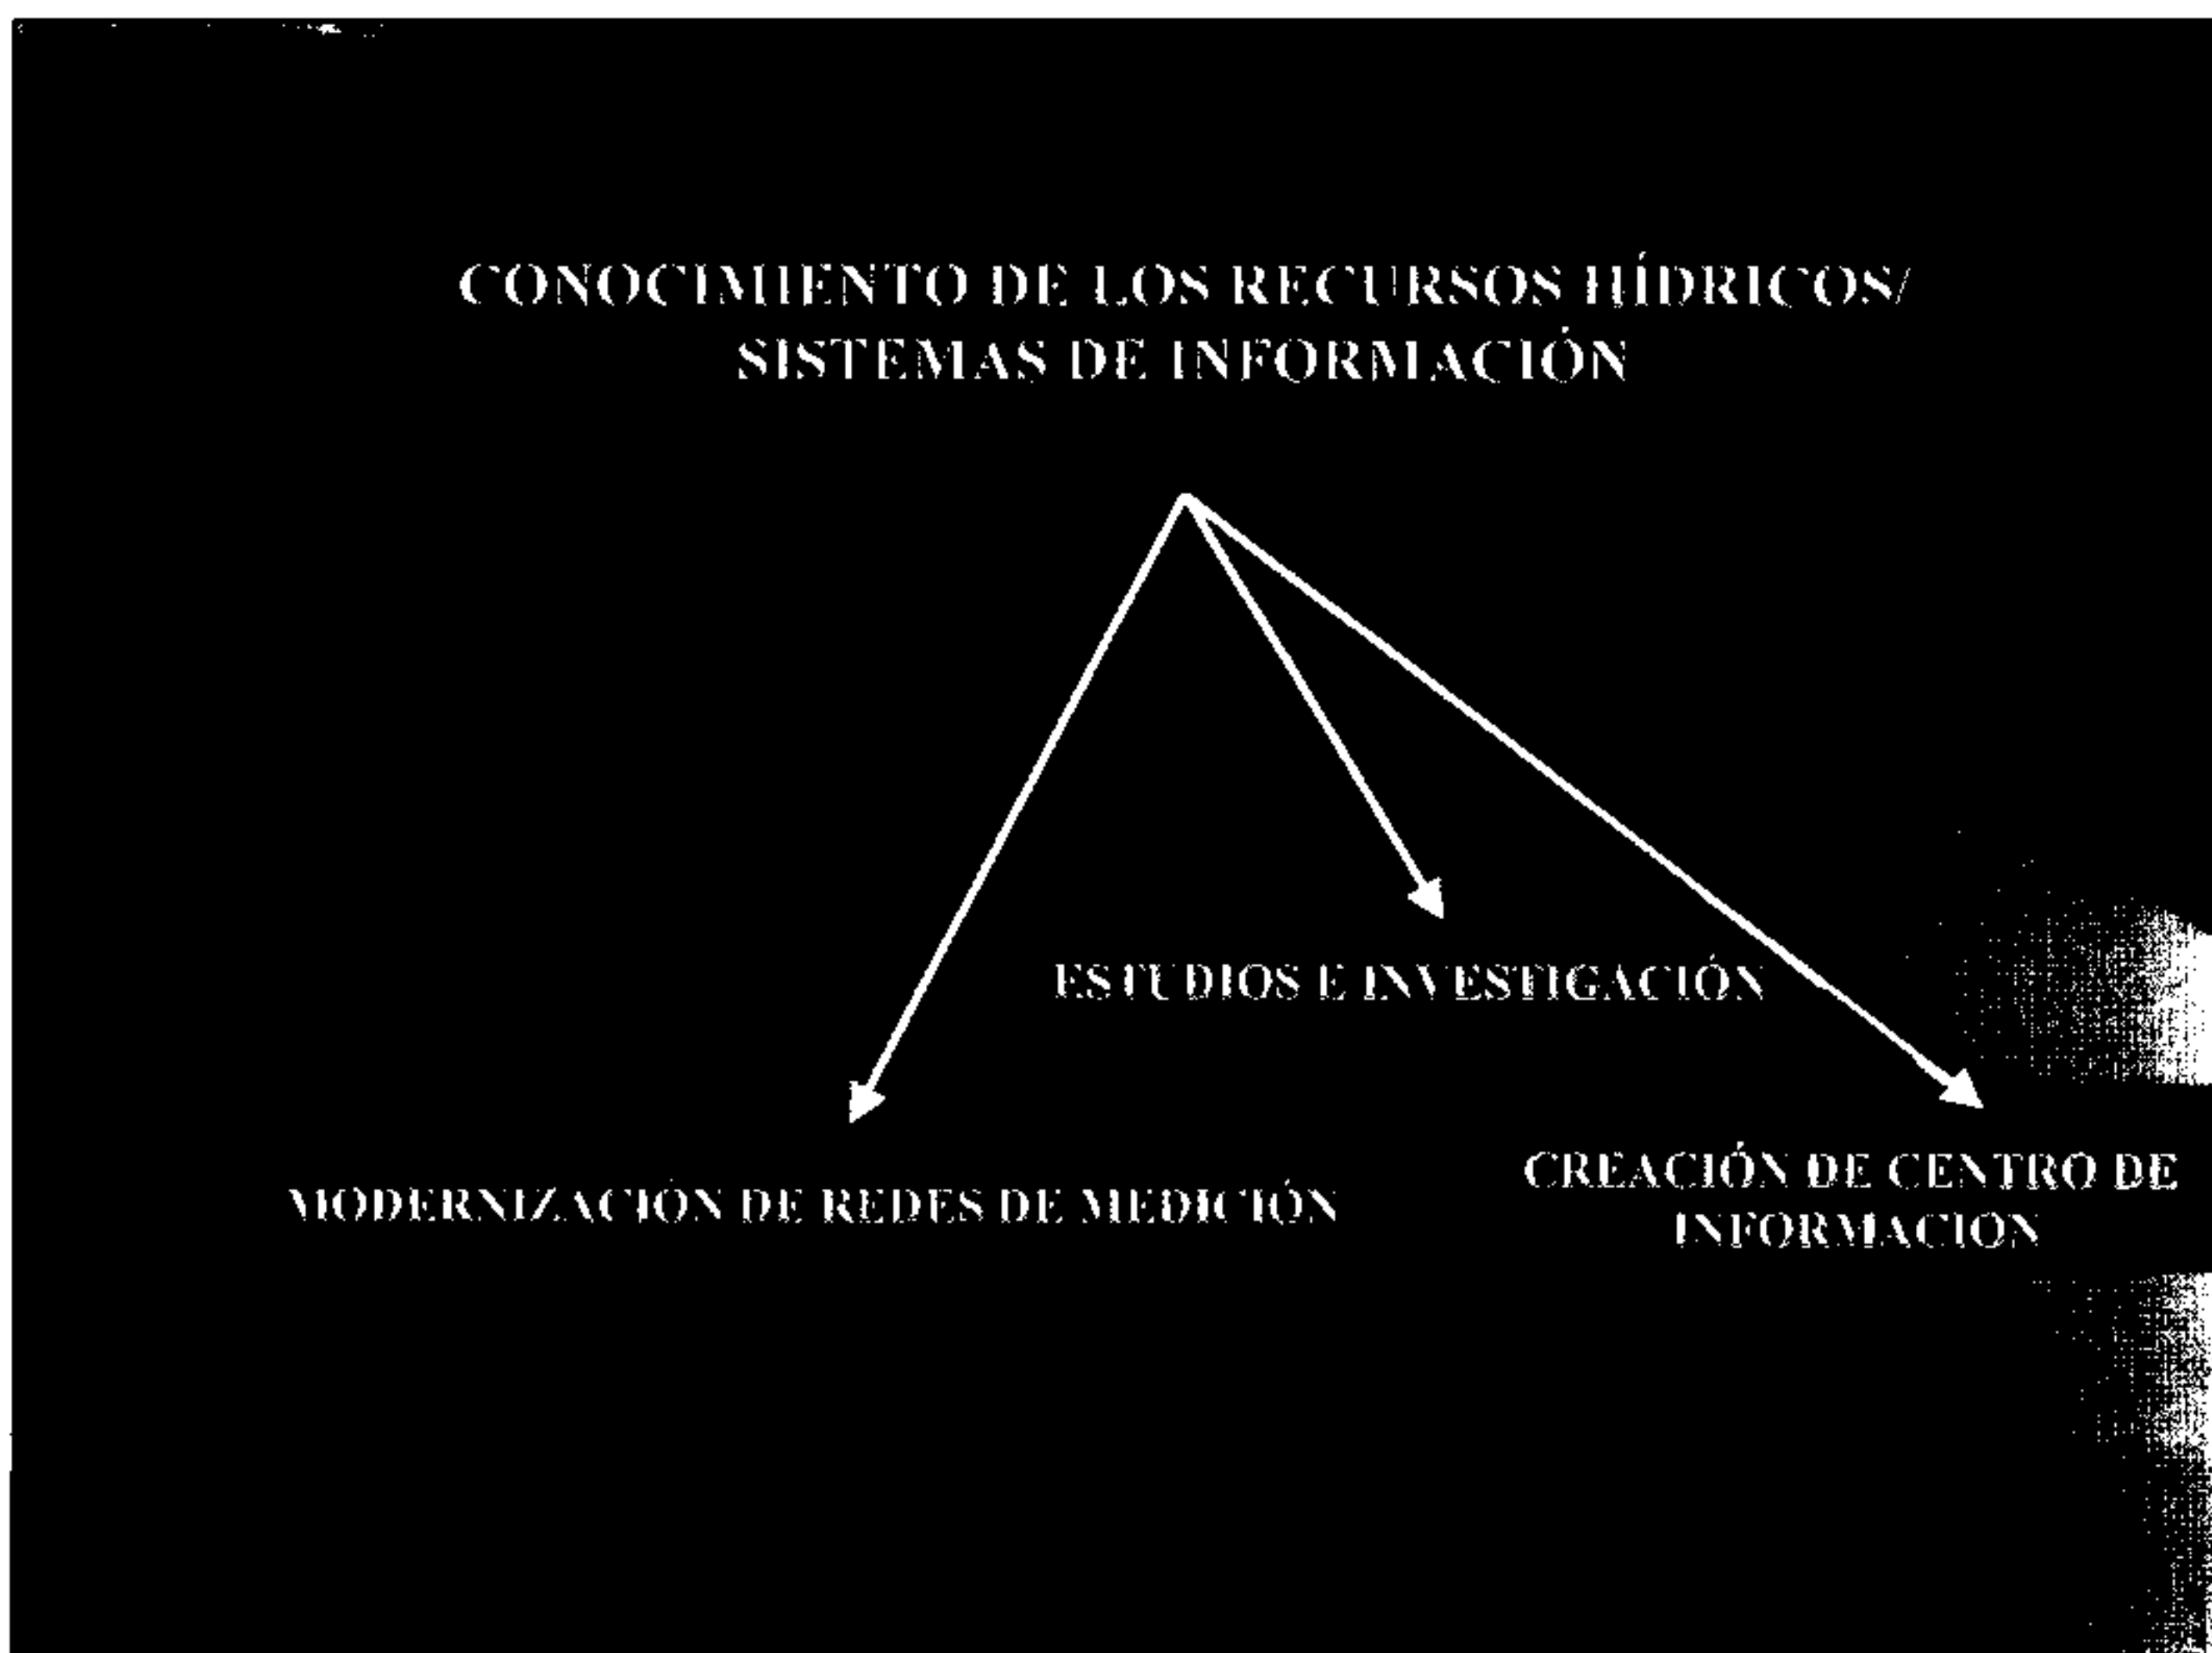 CONOCIMIENTO DE LOS RECURSOS HÍDRICOS/
SISTEMAS DE INFORMACIÓN
ESTUDIOS E INVESTIGACIÓN
MODERNIZACIÓN DE REDES DE MEDICIÓN
CREACIÓN DE CENTRO DE
INFORMACION